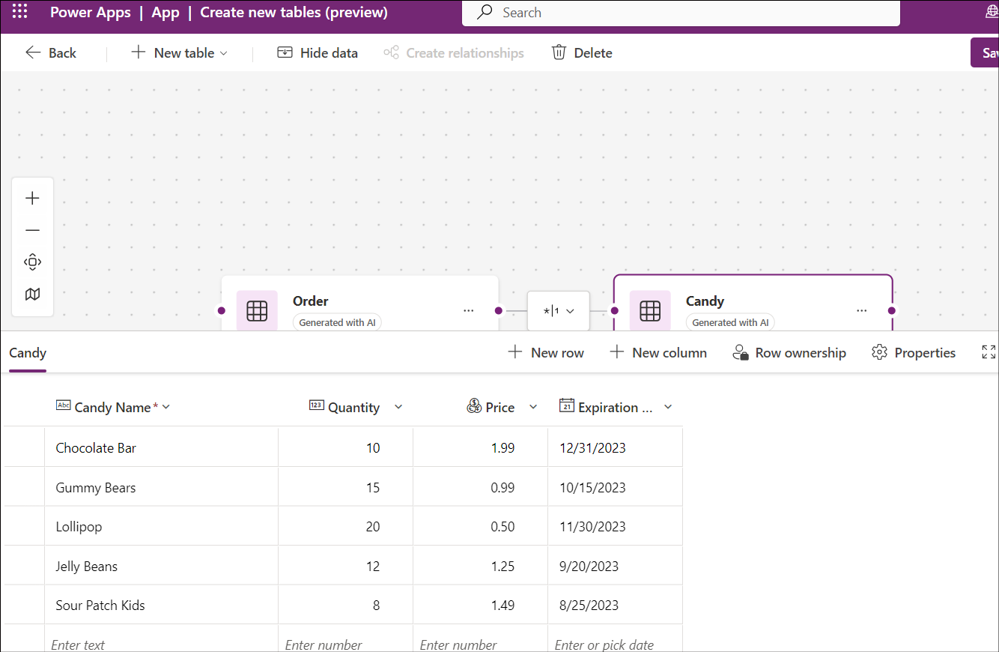 Power Apps | App | Create new tables (preview)
Search
Back
New table
Hide data
Create relationships
Delete
Sav
Order
Generated with AI
*|1
Candy
Generated with AI
Candy
New row
New column
Row ownership
Properties
Abc Candy Name *
123 Quantity
Price
21 Expiration ...
Chocolate Bar 10 1.99 12/31/2023
Gummy Bears 15 0.99 10/15/2023
Lollipop 20 0.50 11/30/2023
Jelly Beans 12 1.25 9/20/2023
Sour Patch Kids 8 1.49 8/25/2023
Enter text Enter number Enter number Enter or pick date